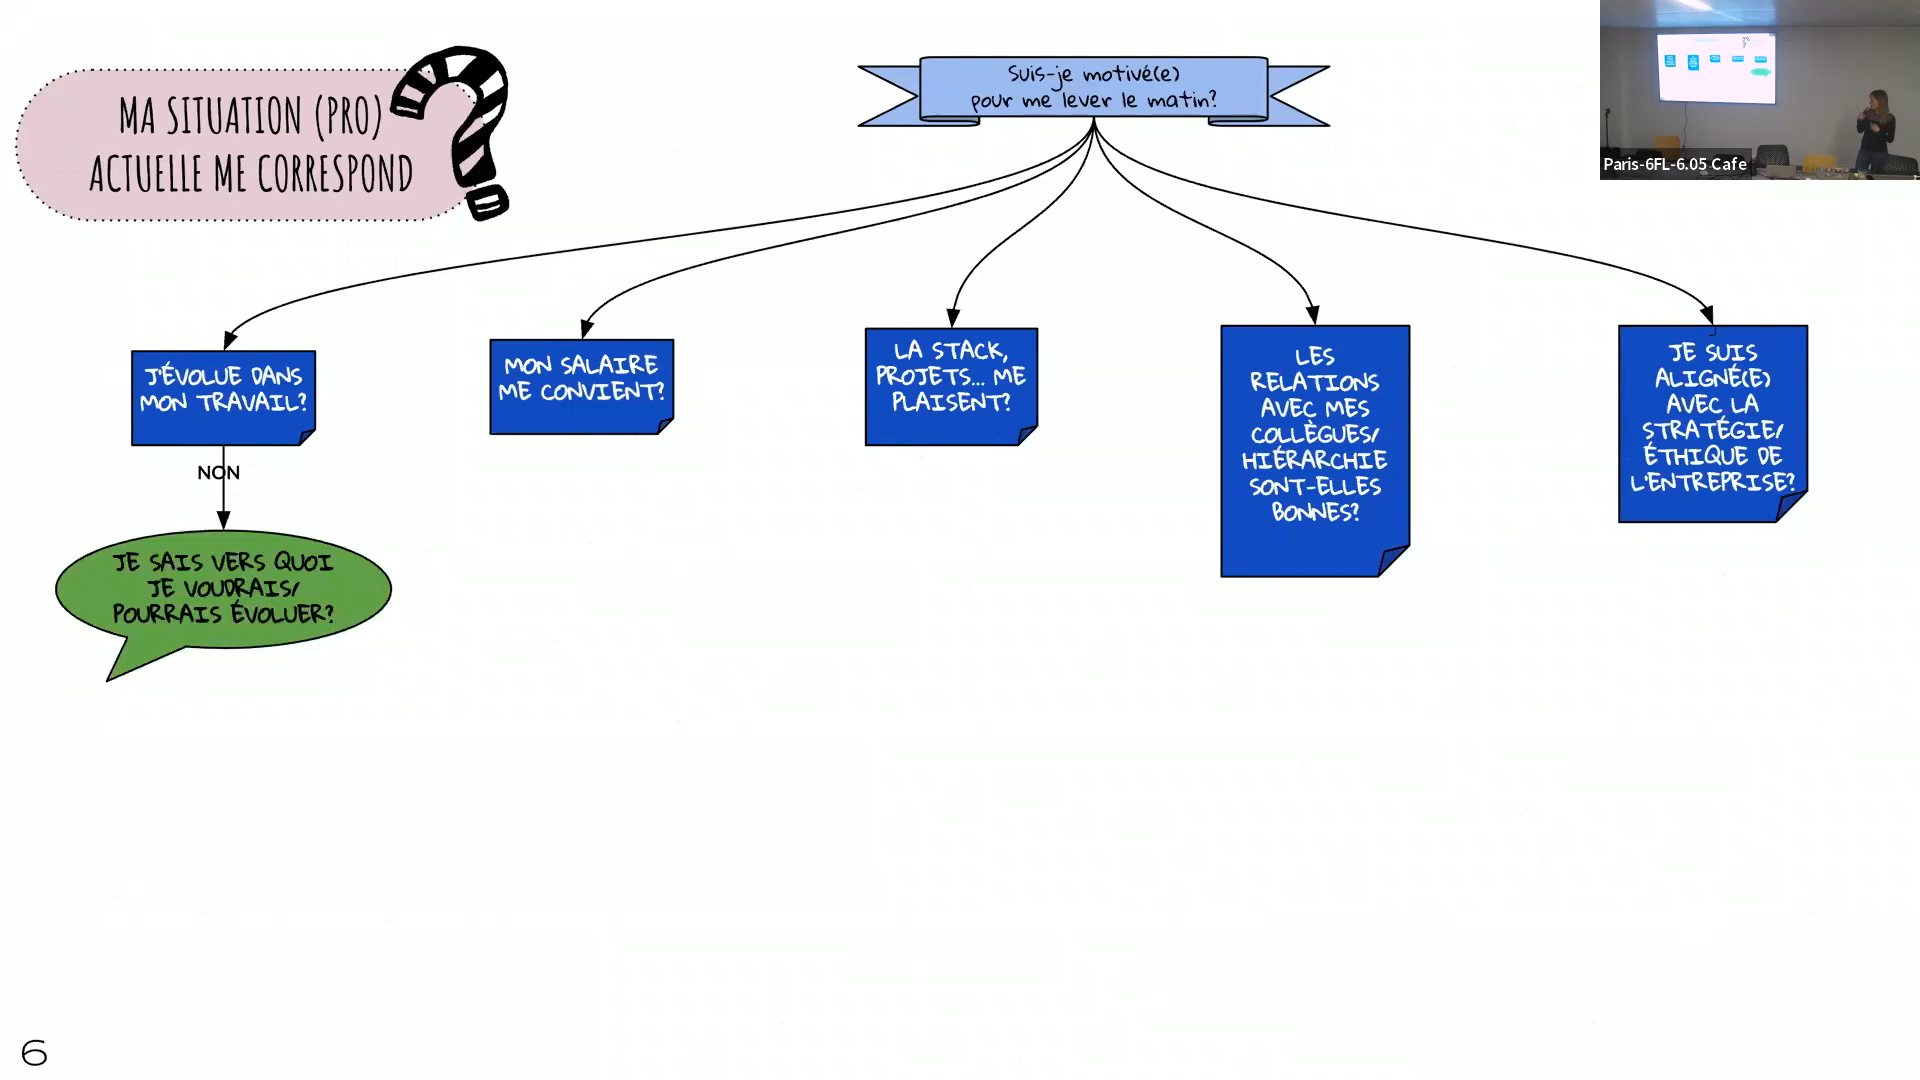 MA SITUATION (PRO)
ACTUELLE ME CORRESPOND
Suis-je motivé(e)
pour me lever le matin?
Paris-6FL-6.05 Cafe
J'ÉVOLUE DANS
MON TRAVAIL?
MON SALAIRE
ME CONVIENT?
LA STACK,
PROJETS... ME
PLAISENT?
LES
RELATIONS
AVEC MES
COLLÈGUES/
HIÉRARCHIE
SONT-ELLES
BONNES?
JE SUIS
ALIGNÉ(E)
AVEC LA
STRATÉGIE/
ÉTHIQUE DE
L'ENTREPRISE?
NON
JE SAIS VERS QUOI
JE VOUDRAIS/
POURRAIS ÉVOLUER?
6